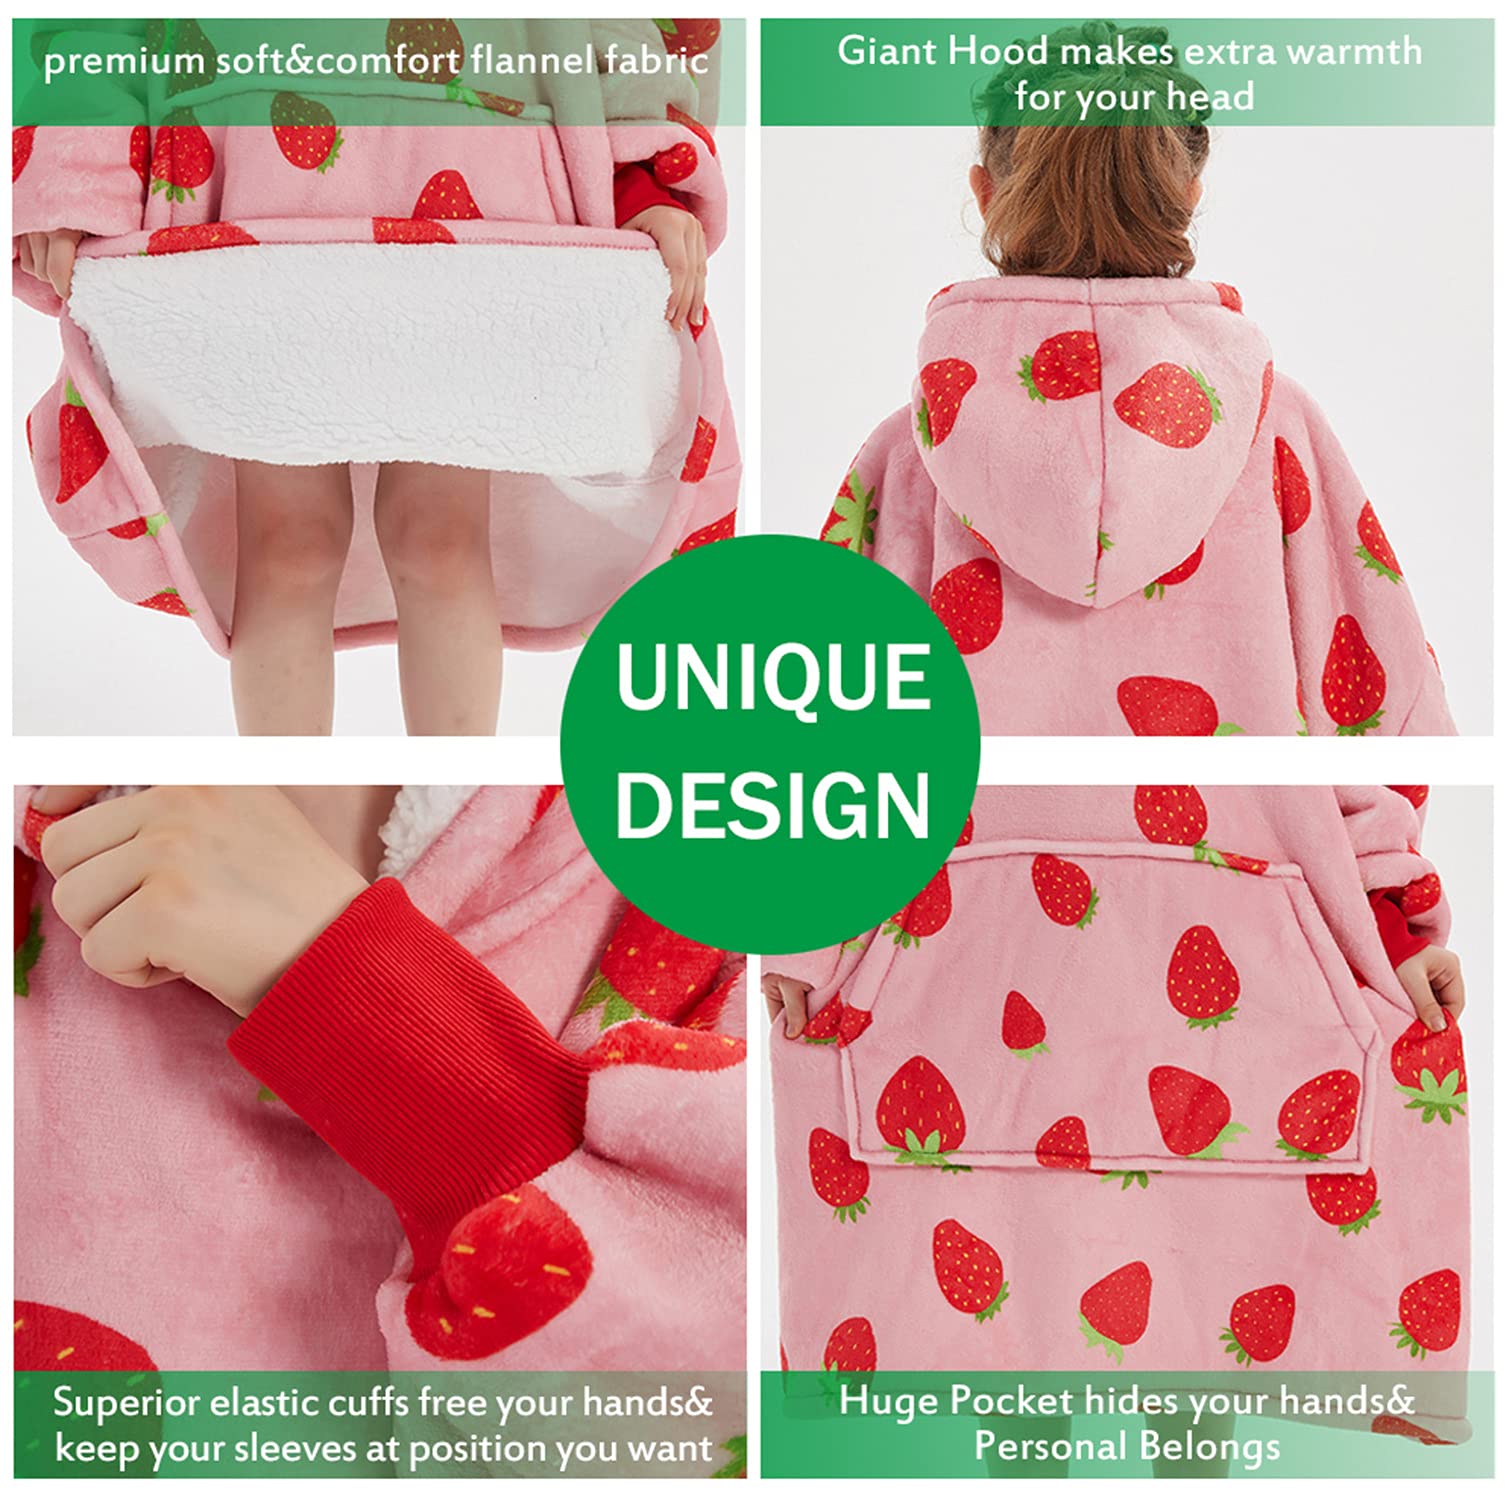 premium soft&comfort flannel fabric
Giant Hood makes extra warmth
for your head
UNIQUE
DESIGN
Superior elastic cuffs free your hands&
keep your sleeves at position you want
Huge Pocket hides your hands&
Personal Belongs